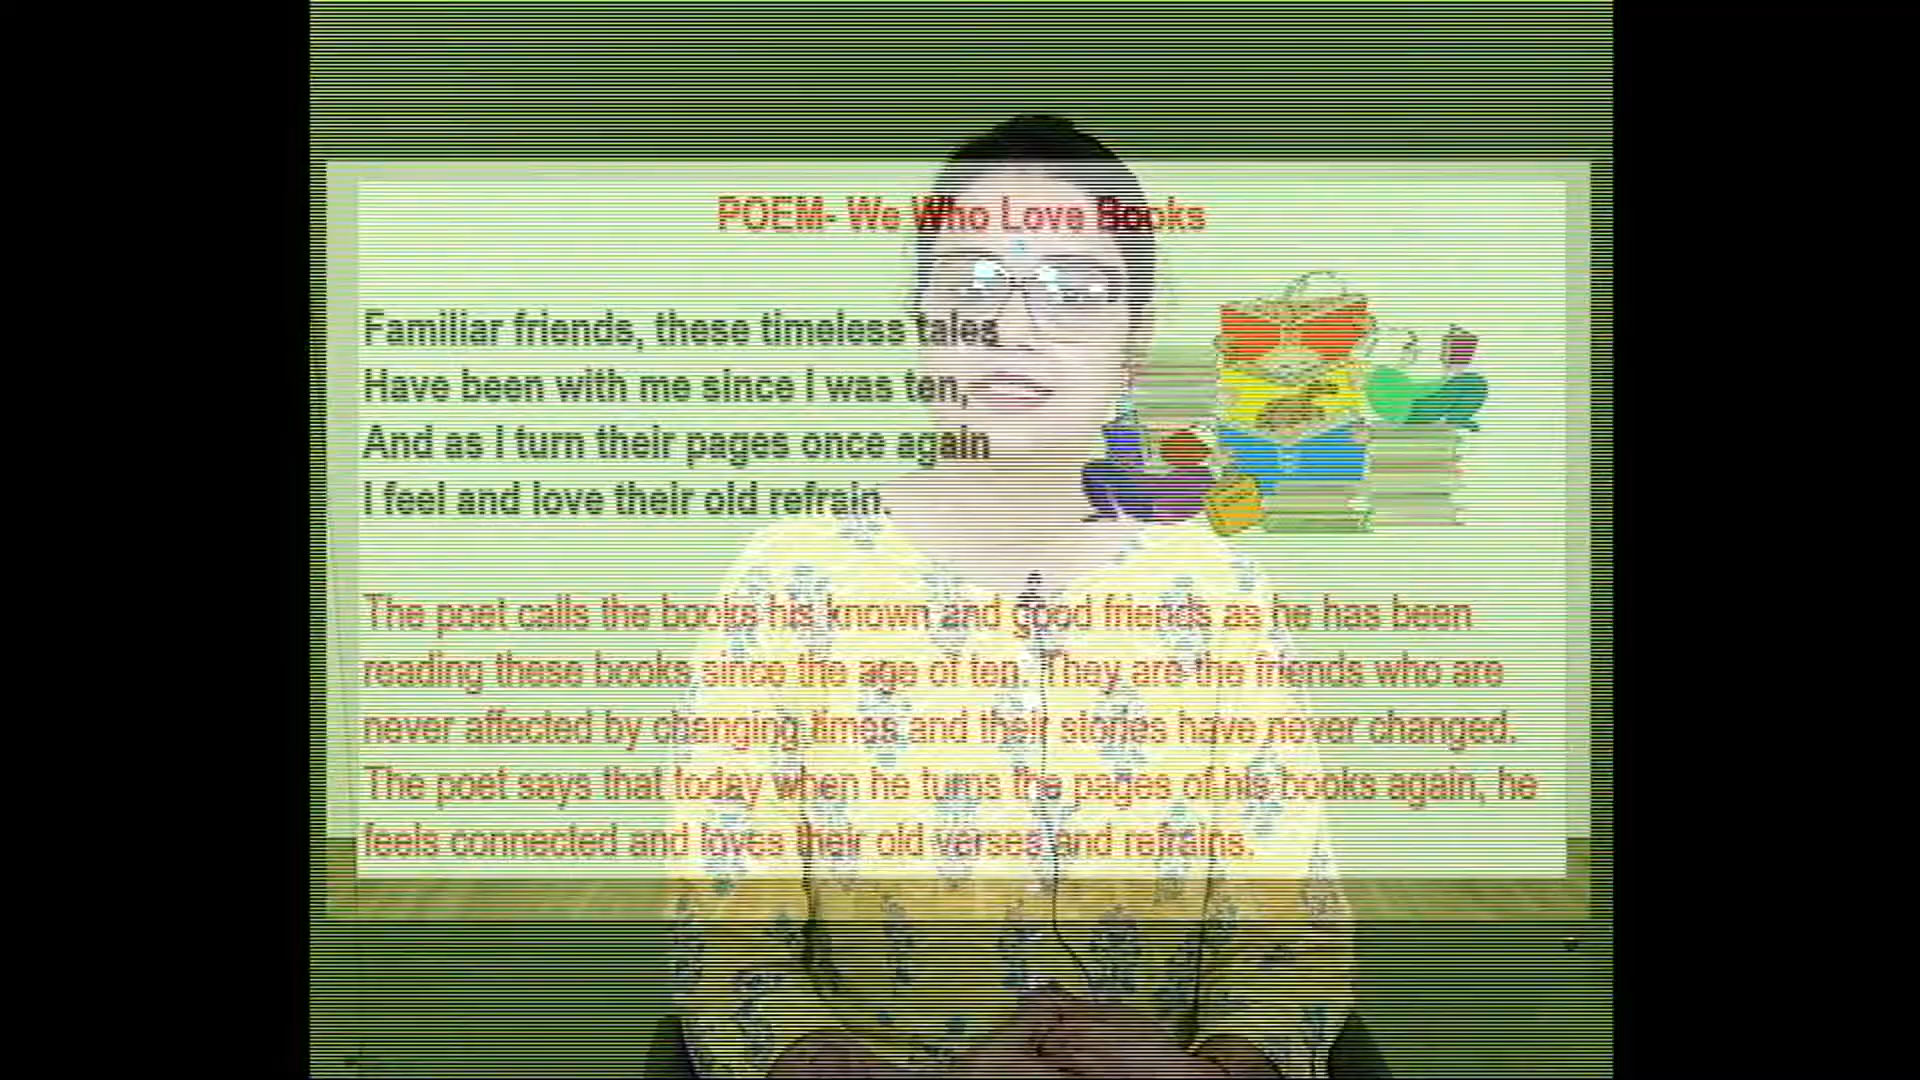 POEM- We Who Love Books
Familiar friends, these timeless tales
Have been with me since I was ten,
And as I turn their pages once again
I feel and love their old refrain.
The poet calls the books his known and good friends as he has been
reading these books since the age of ten. They are the friends who are
never affected by changing times and their stories have never changed.
The poet says that today when he turns the pages of his books again, he
feels connected and loves their old verses and refrains.